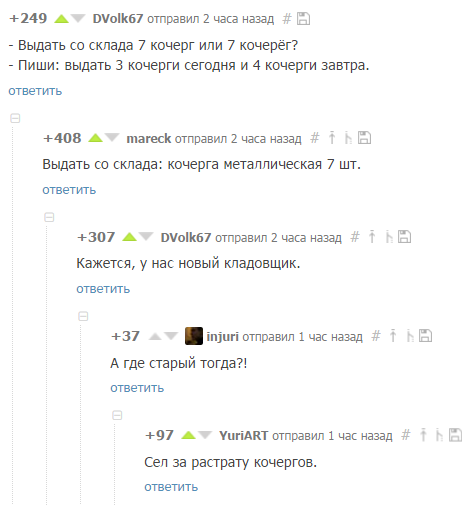 +249 DVolk67 отправил 2 часа назад #
- Выдать со склада 7 кочерг или 7 кочерёг?
- Пиши: выдать 3 кочерги сегодня и 4 кочерги завтра.
ответить
+408 mareck отправил 2 часа назад #
Выдать со склада: кочерга металлическая 7 шт.
ответить
+307 DVolk67 отправил 2 часа назад #
Кажется, у нас новый кладовщик.
ответить
+37 injuri отправил 1 час назад #
А где старый тогда?!
ответить
+97 YuriART отправил 1 час назад #
Сел за растрату кочергов.
ответить